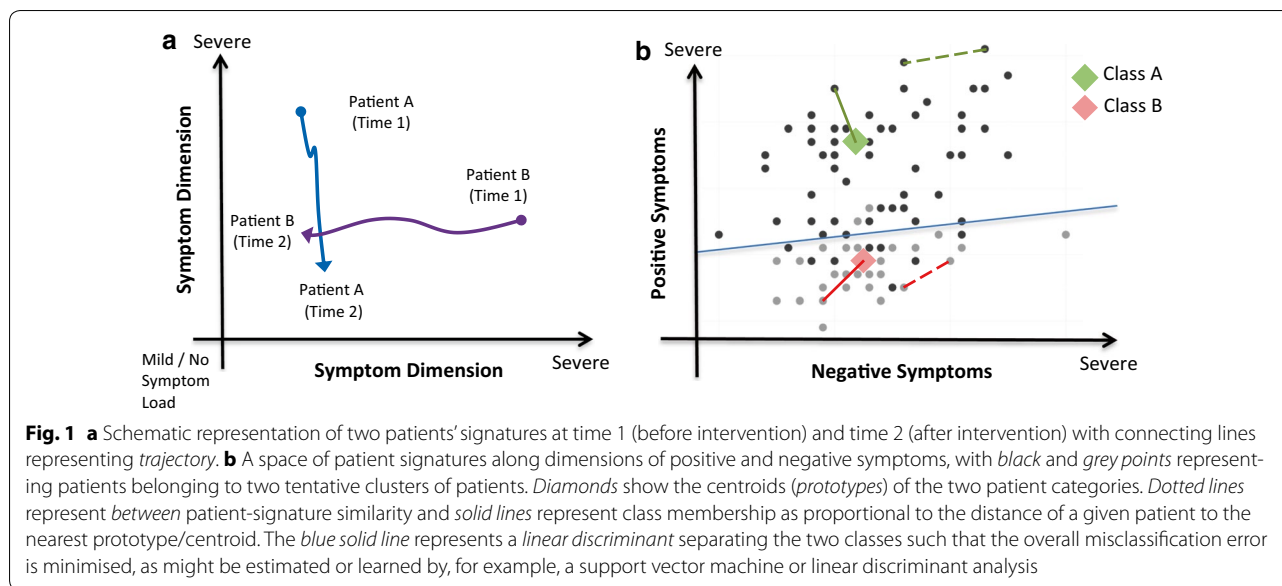 a
Severe
Symptom Dimension
Patient A
(Time 1)
Patient B
(Time 1)
Patient B
(Time 2)
Patient A
(Time 2)
Mild / No
Symptom
Load
Symptom Dimension
Severe
b
Severe
Positive Symptoms
Class A
Class B
Negative Symptoms
Severe
Fig. 1 a Schematic representation of two patients' signatures at time 1 (before intervention) and time 2 (after intervention) with connecting lines
representing trajectory. b A space of patient signatures along dimensions of positive and negative symptoms, with black and grey points represent-
ing patients belonging to two tentative clusters of patients. Diamonds show the centroids (prototypes) of the two patient categories. Dotted lines
represent between patient-signature similarity and solid lines represent class membership as proportional to the distance of a given patient to the
nearest prototype/centroid. The blue solid line represents a linear discriminant separating the two classes such that the overall misclassification error
is minimised, as might be estimated or learned by, for example, a support vector machine or linear discriminant analysis